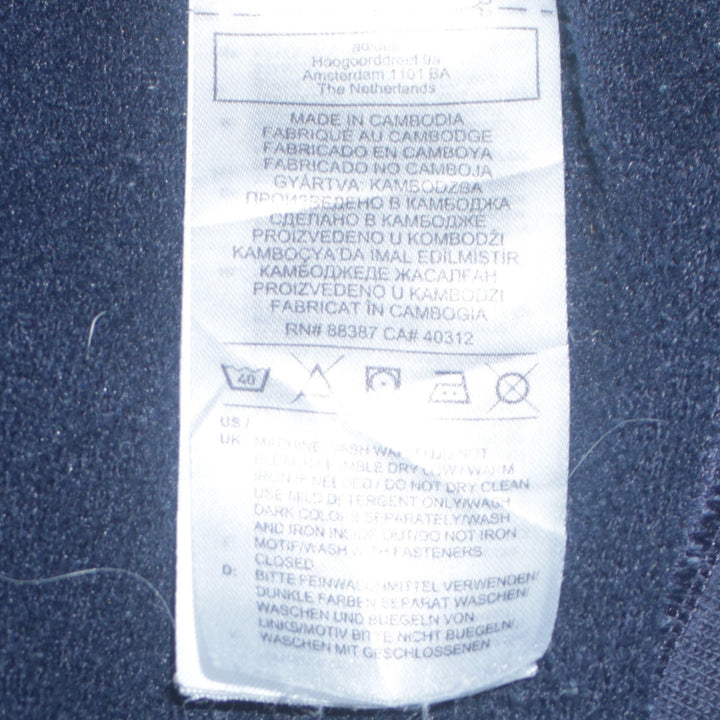 adidas
Hoogoorddreef 9a
Amsterdam 1101 BA
The Netherlands
MADE IN CAMBODIA
FABRIQUÉ AU CAMBODGE
FABRICADO EN CAMBOYA
FABRICADO NO CAMBOJA
GYÁRTVA: KAMBODZSA
ПРОИЗВЕДЕНО В КАМБОДЖА
СДЕЛАНО В КАМБОДЖЕ
PROIZVEDENO U KOMBODŽI
KAMBOÇYA'DA IMAL EDILMIŞTIR
КАМБОДЖЕДЕ ЖАСАЛҒАН
PROIZVEDENO U KAMBODZI
FABRICAT ÎN CAMBOGIA
RN# 88387 CA# 40312
40
US /
UK: MACHINE WASH WARM / DO NOT
BLEACH / TUMBLE DRY LOW / WARM
IRON IF NEEDED / DO NOT DRY CLEAN
USE MILD DETERGENT ONLY/WASH
DARK COLORS SEPARATELY/WASH
AND IRON INSIDE OUT/DO NOT IRON
MOTIF/WASH WITH FASTENERS
CLOSED
D: BITTE FEINWASCHMITTEL VERWENDEN/
DUNKLE FARBEN SEPARAT WASCHEN/
WASCHEN UND BUEGELN VON
LINKS/MOTIV BITTE NICHT BUEGELN/
WASCHEN MIT GESCHLOSSENEN